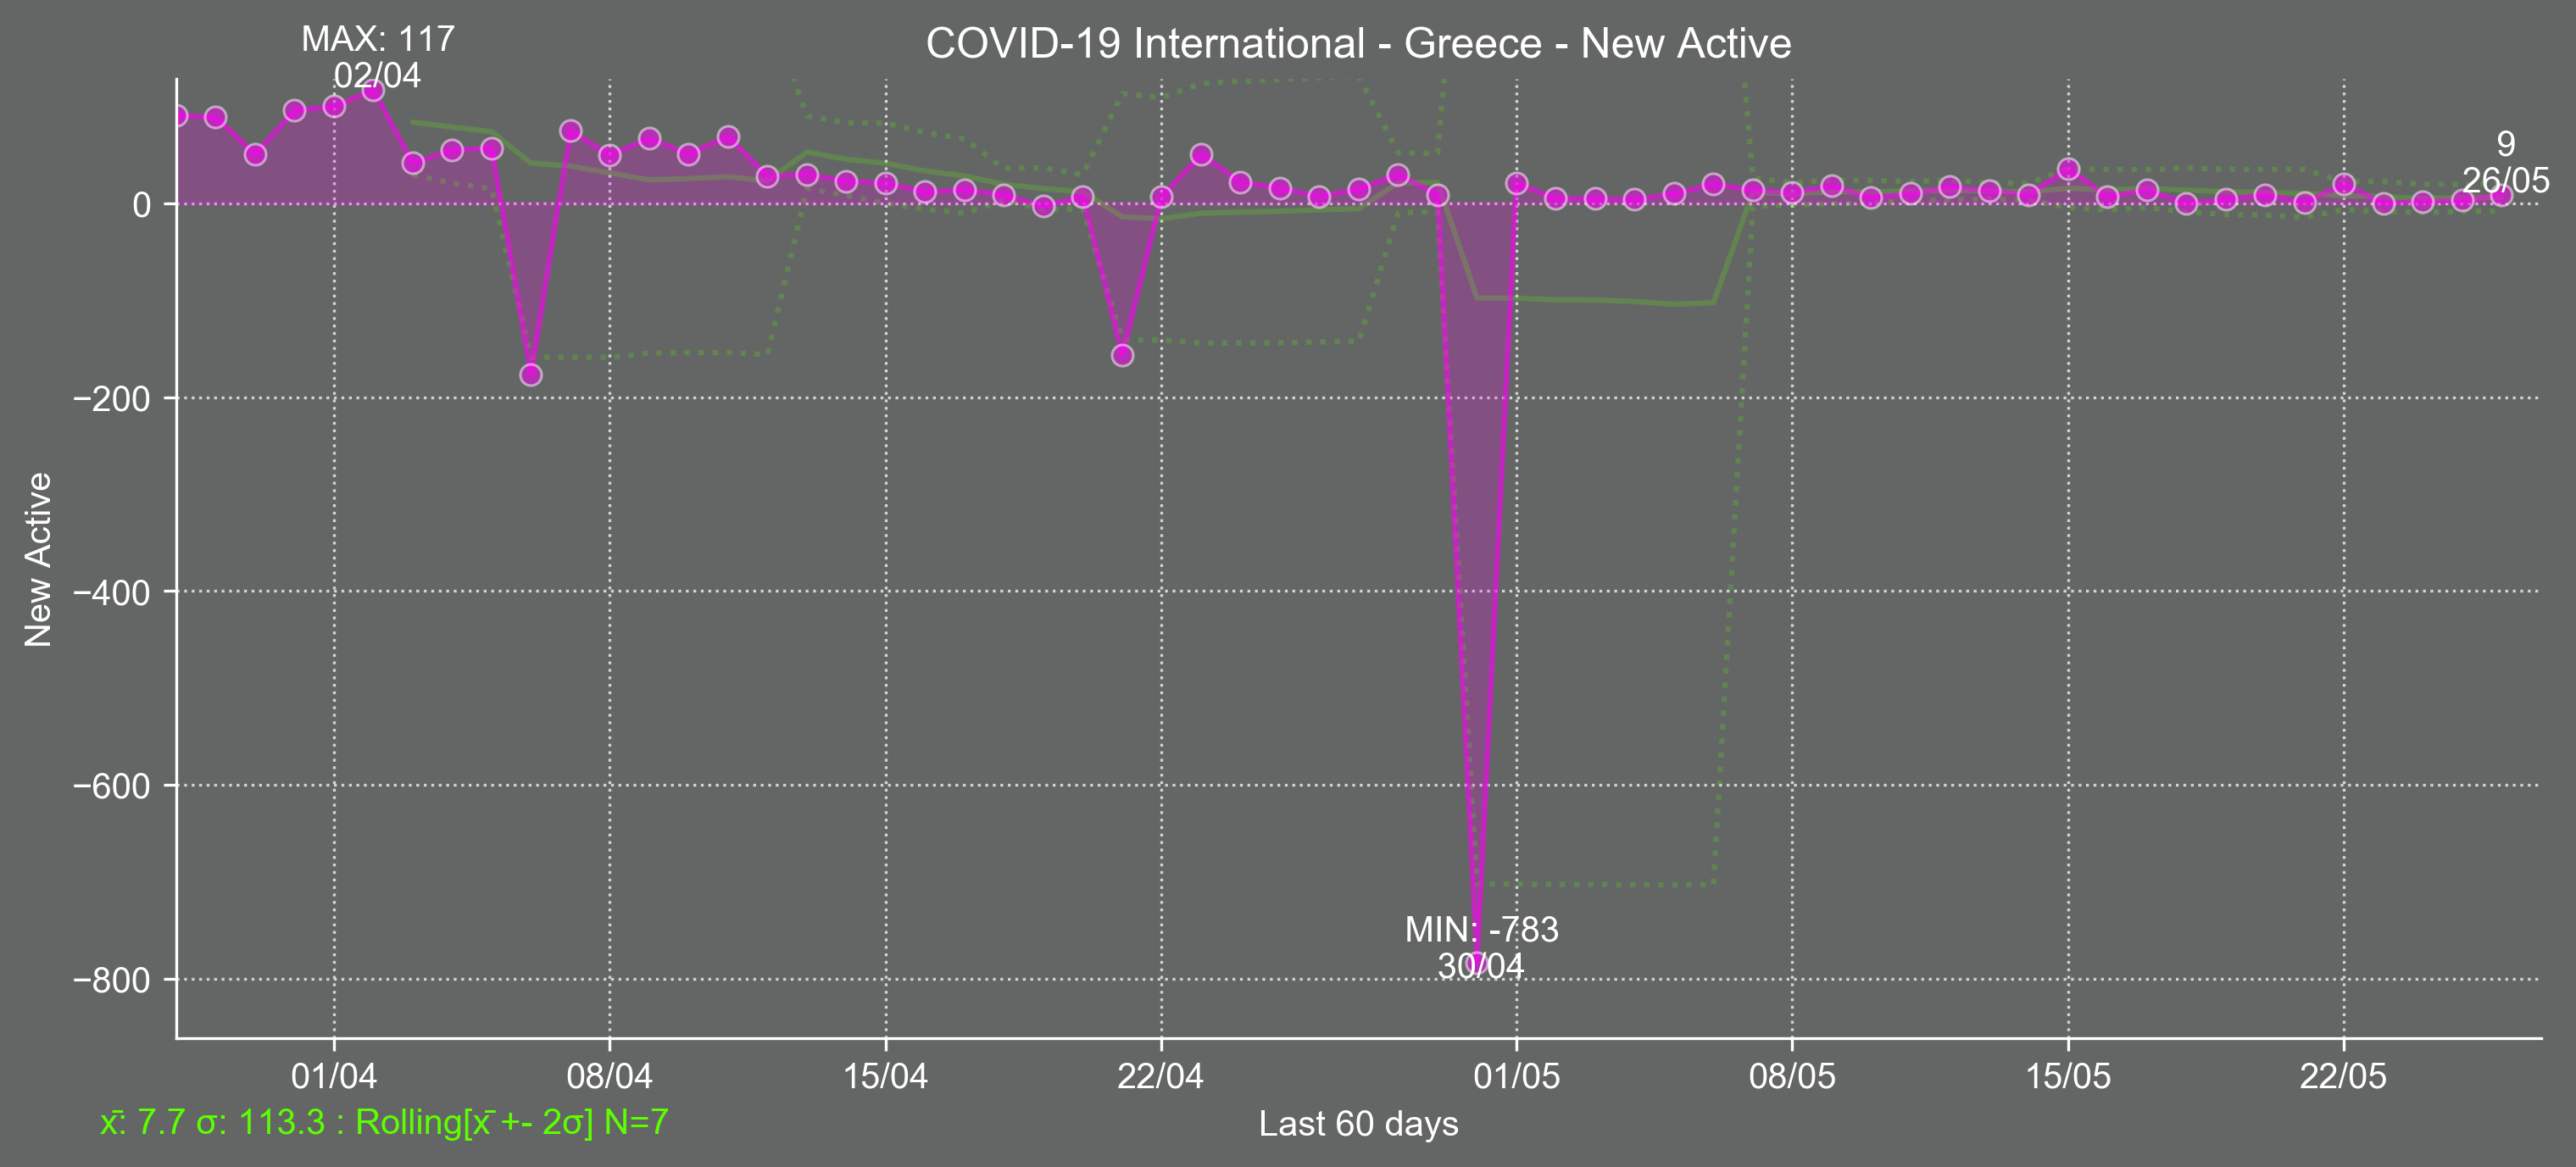 COVID-19 International - Greece - New Active
MAX: 117
02/04
9
26/05
New Active
0
−200
−400
−600
−800
MIN: -783
30/04
01/04
08/04
15/04
22/04
01/05
08/05
15/05
22/05
x̄: 7.7 σ: 113.3 : Rolling[x̄ +- 2σ] N=7
Last 60 days